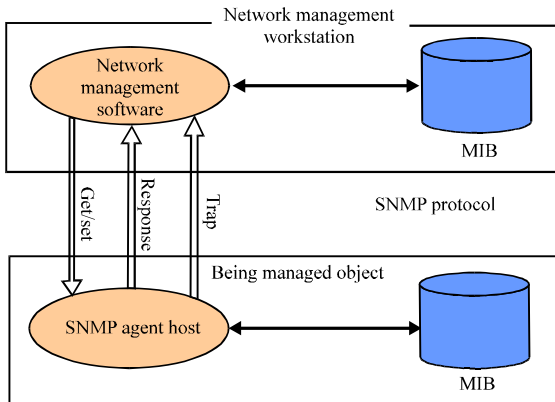 Network management
workstation
Network
management
software
MIB
Get/set
Response
Trap
SNMP protocol
Being managed object
SNMP agent host
MIB